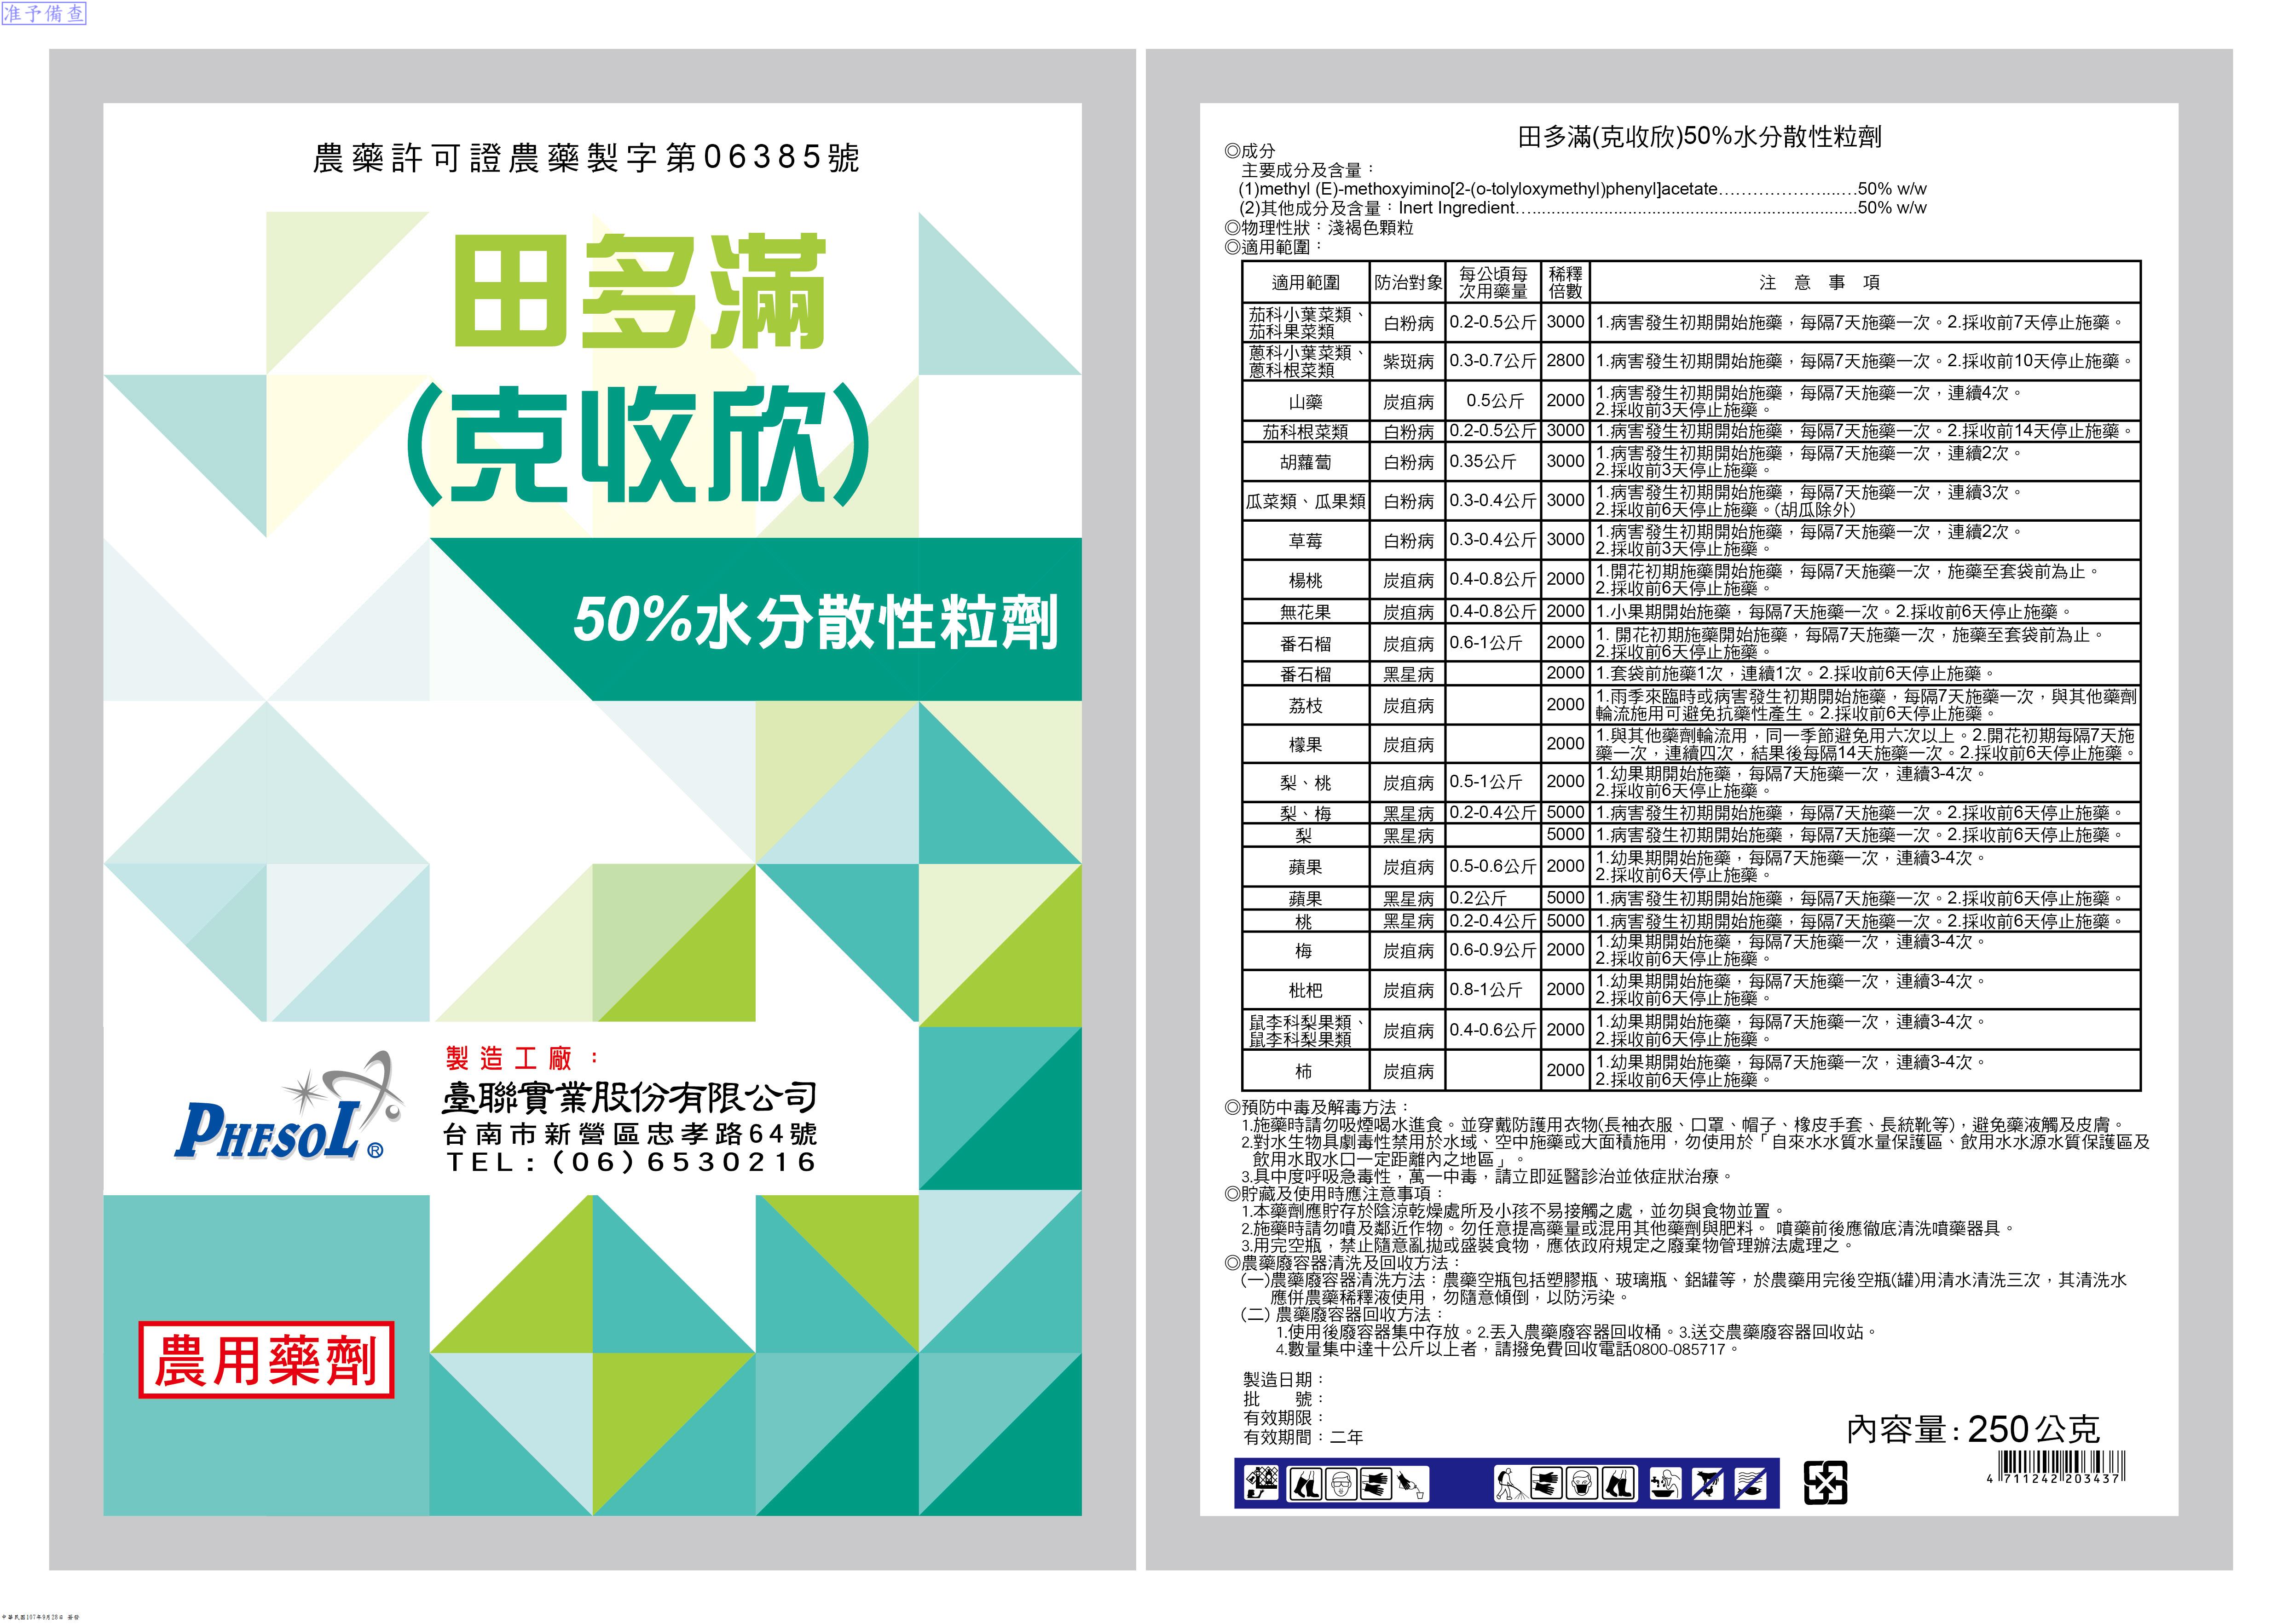 准予備查
農藥許可證農藥製字第06385號
田多滿
(克收欣)
50%水分散性粒劑
PHESOL®
製造工廠：
臺聯實業股份有限公司
台南市新營區忠孝路64號
TEL:(06)6530216
農用藥劑
田多滿(克收欣)50%水分散性粒劑
◎成分
主要成分及含量：
(1)methyl (E)-methoxyimino[2-(o-tolyloxymethyl)phenyl]acetate........................50% w/w
(2)其他成分及含量：Inert Ingredient........................................................................50% w/w
◎物理性狀：淺褐色顆粒
◎適用範圍：
適用範圍 防治對象 每公頃每次用藥量 稀釋倍數 注 意 事 項
茄科小葉菜類、茄科果菜類 白粉病 0.2-0.5公斤 3000 1.病害發生初期開始施藥，每隔7天施藥一次。2.採收前7天停止施藥。
蔥科小葉菜類、蔥科根菜類 紫斑病 0.3-0.7公斤 2800 1.病害發生初期開始施藥，每隔7天施藥一次。2.採收前10天停止施藥。
山藥 炭疽病 0.5公斤 2000 1.病害發生初期開始施藥，每隔7天施藥一次，連續4次。
2.採收前3天停止施藥。
茄科根菜類 白粉病 0.2-0.5公斤 3000 1.病害發生初期開始施藥，每隔7天施藥一次。2.採收前14天停止施藥。
胡蘿蔔 白粉病 0.35公斤 3000 1.病害發生初期開始施藥，每隔7天施藥一次，連續2次。
2.採收前3天停止施藥。
瓜菜類、瓜果類 白粉病 0.3-0.4公斤 3000 1.病害發生初期開始施藥，每隔7天施藥一次，連續3次。
2.採收前6天停止施藥。(胡瓜除外)
草莓 白粉病 0.3-0.4公斤 3000 1.病害發生初期開始施藥，每隔7天施藥一次，連續2次。
2.採收前3天停止施藥。
楊桃 炭疽病 0.4-0.8公斤 2000 1.開花初期施藥開始施藥，每隔7天施藥一次，施藥至套袋前為止。
2.採收前6天停止施藥。
無花果 炭疽病 0.4-0.8公斤 2000 1.小果期開始施藥，每隔7天施藥一次。2.採收前6天停止施藥。
番石榴 炭疽病 0.6-1公斤 2000 1. 開花初期施藥開始施藥，每隔7天施藥一次，施藥至套袋前為止。
2.採收前6天停止施藥。
番石榴 黑星病 2000 1.套袋前施藥1次，連續1次。2.採收前6天停止施藥。
荔枝 炭疽病 2000 1.雨季來臨時或病害發生初期開始施藥，每隔7天施藥一次，與其他藥劑
輪流施用可避免抗藥性產生。2.採收前6天停止施藥。
檬果 炭疽病 2000 1.與其他藥劑輪流用，同一季節避免用六次以上。2.開花初期每隔7天施
藥一次，連續四次，結果後每隔14天施藥一次。2.採收前6天停止施藥。
梨、桃 炭疽病 0.5-1公斤 2000 1.幼果期開始施藥，每隔7天施藥一次，連續3-4次。
2.採收前6天停止施藥。
梨、梅 黑星病 0.2-0.4公斤 5000 1.病害發生初期開始施藥，每隔7天施藥一次。2.採收前6天停止施藥。
梨 黑星病 5000 1.病害發生初期開始施藥，每隔7天施藥一次。2.採收前6天停止施藥。
蘋果 炭疽病 0.5-0.6公斤 2000 1.幼果期開始施藥，每隔7天施藥一次，連續3-4次。
2.採收前6天停止施藥。
蘋果 黑星病 0.2公斤 5000 1.病害發生初期開始施藥，每隔7天施藥一次。2.採收前6天停止施藥。
桃 黑星病 0.2-0.4公斤 5000 1.病害發生初期開始施藥，每隔7天施藥一次。2.採收前6天停止施藥。
梅 炭疽病 0.6-0.9公斤 2000 1.幼果期開始施藥，每隔7天施藥一次，連續3-4次。
2.採收前6天停止施藥。
枇杷 炭疽病 0.8-1公斤 2000 1.幼果期開始施藥，每隔7天施藥一次，連續3-4次。
2.採收前6天停止施藥。
鼠李科梨果類、鼠李科梨果類 炭疽病 0.4-0.6公斤 2000 1.幼果期開始施藥，每隔7天施藥一次，連續3-4次。
2.採收前6天停止施藥。
柿 炭疽病 2000 1.幼果期開始施藥，每隔7天施藥一次，連續3-4次。
2.採收前6天停止施藥。
◎預防中毒及解毒方法：
1.施藥時請勿吸煙喝水進食。並穿戴防護用衣物(長袖衣服、口罩、帽子、橡皮手套、長統靴等)，避免藥液觸及皮膚。
2.對水生物具劇毒性禁用於水域、空中施藥或大面積施用，勿使用於「自來水水質水量保護區、飲用水水源水質保護區及
飲用水取水口一定距離內之地區」。
3.具中度呼吸急毒性，萬一中毒，請立即延醫診治並依症狀治療。
◎貯藏及使用時應注意事項：
1.本藥劑應貯存於陰涼乾燥處所及小孩不易接觸之處，並勿與食物並置。
2.施藥時請勿噴及鄰近作物。勿任意提高藥量或混用其他藥劑與肥料。 噴藥前後應徹底清洗噴藥器具。
3.用完空瓶，禁止隨意亂拋或盛裝食物，應依政府規定之廢棄物管理辦法處理之。
◎農藥廢容器清洗及回收方法：
(一)農藥廢容器清洗方法：農藥空瓶包括塑膠瓶、玻璃瓶、鋁罐等，於農藥用完後空瓶(罐)用清水清洗三次，其清洗水
應併農藥稀釋液使用，勿隨意傾倒，以防污染。
(二) 農藥廢容器回收方法：
1.使用後廢容器集中存放。2.丟入農藥廢容器回收桶。3.送交農藥廢容器回收站。
4.數量集中達十公斤以上者，請撥免費回收電話0800-085717。
製造日期：
批 號：
有效期限：
有效期間：二年
內容量: 250公克
4 711242 203437
中華民國107年9月28日